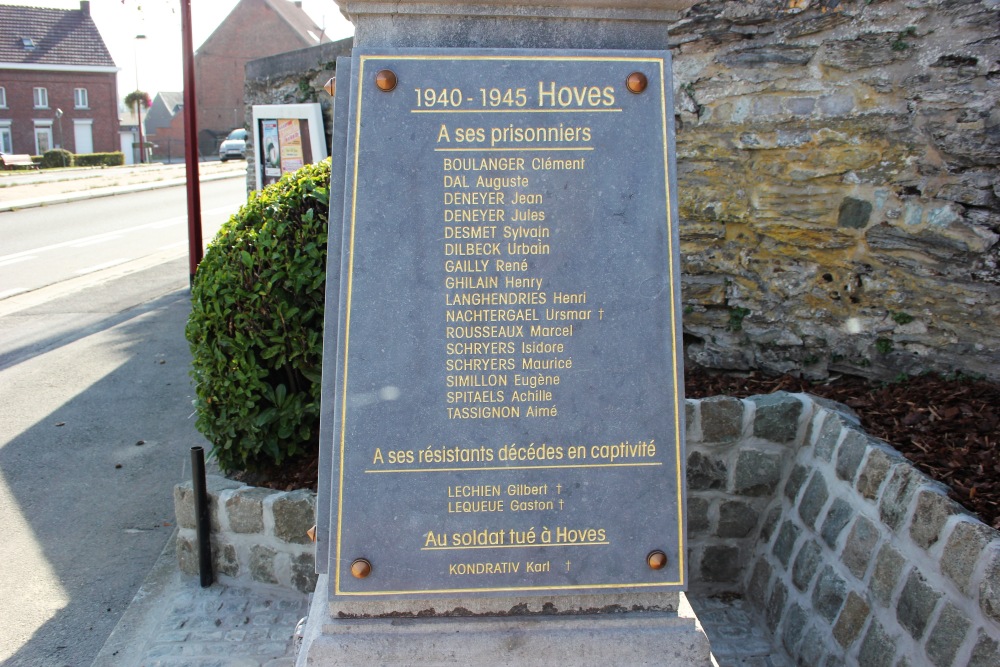 1940 - 1945 Hoves
A ses prisonniers
BOULANGER Clément
DAL Auguste
DENEYER Jean
DENEYER Jules
DESMET Sylvain
DILBECK Urbain
GAILLY René
GHILAIN Henry
LANGHENDRIES Henri
NACHTERGAEL Ursmar †
ROUSSEAUX Marcel
SCHRYERS Isidore
SCHRYERS Mauricé
SIMILLON Eugène
SPITAELS Achille
TASSIGNON Aimé
A ses résistants décédes en captivité
LECHIEN Gilbert †
LEQUEUE Gaston †
Au soldat tué à Hoves
KONDRATIV Karl †